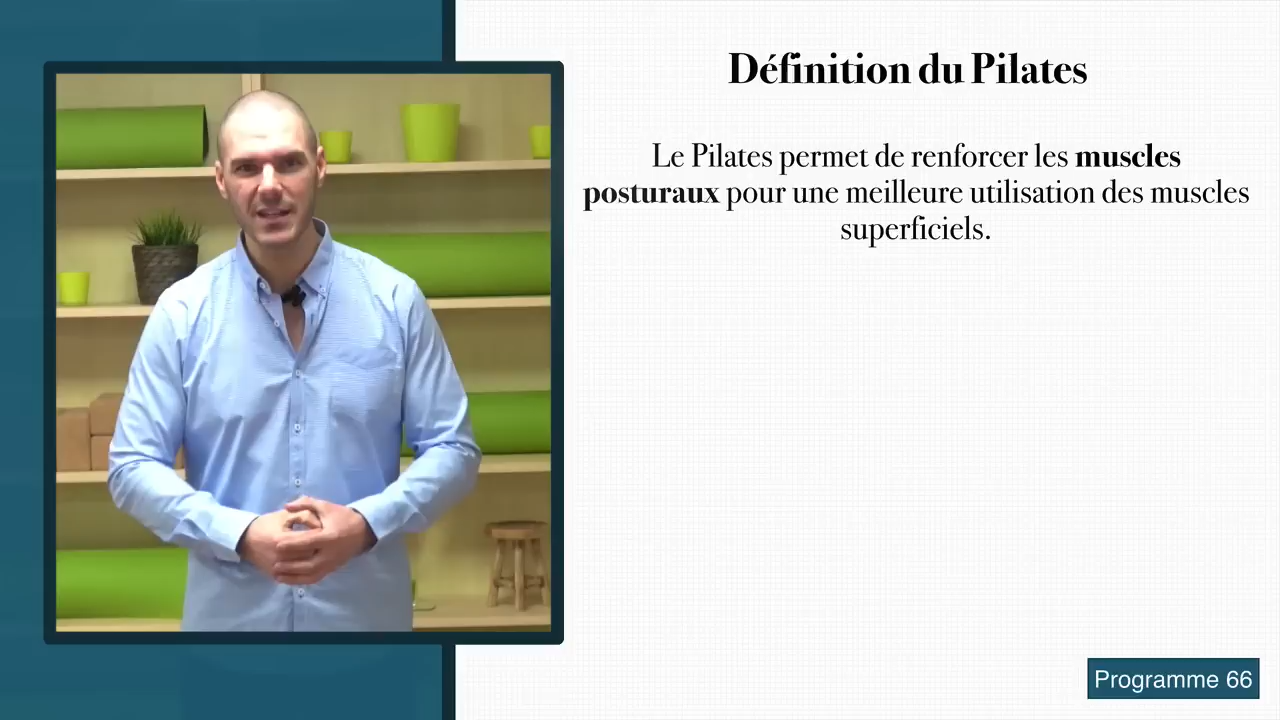 Définition du Pilates
Le Pilates permet de renforcer les muscles
posturaux pour une meilleure utilisation des muscles
superficiels.
Programme 66